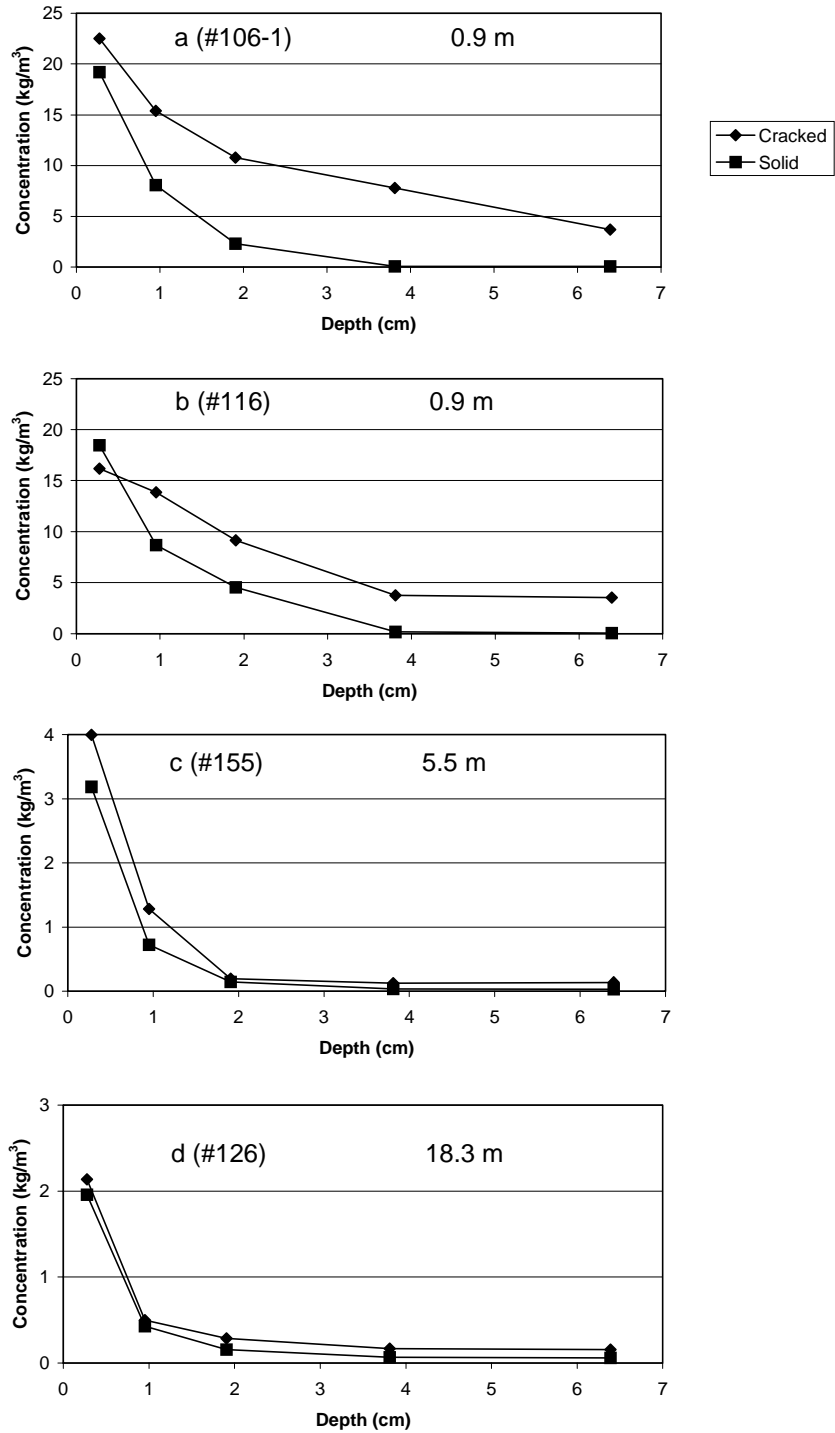 a (#106-1) 0.9 m
Concentration (kg/m³)
25
20
15
10
5
0
0 1 2 3 4 5 6 7
Depth (cm)
Cracked
Solid
b (#116) 0.9 m
Concentration (kg/m³)
25
20
15
10
5
0
0 1 2 3 4 5 6 7
Depth (cm)
c (#155) 5.5 m
Concentration (kg/m³)
4
3
2
1
0
0 1 2 3 4 5 6 7
Depth (cm)
d (#126) 18.3 m
Concentration (kg/m³)
3
2
1
0
0 1 2 3 4 5 6 7
Depth (cm)